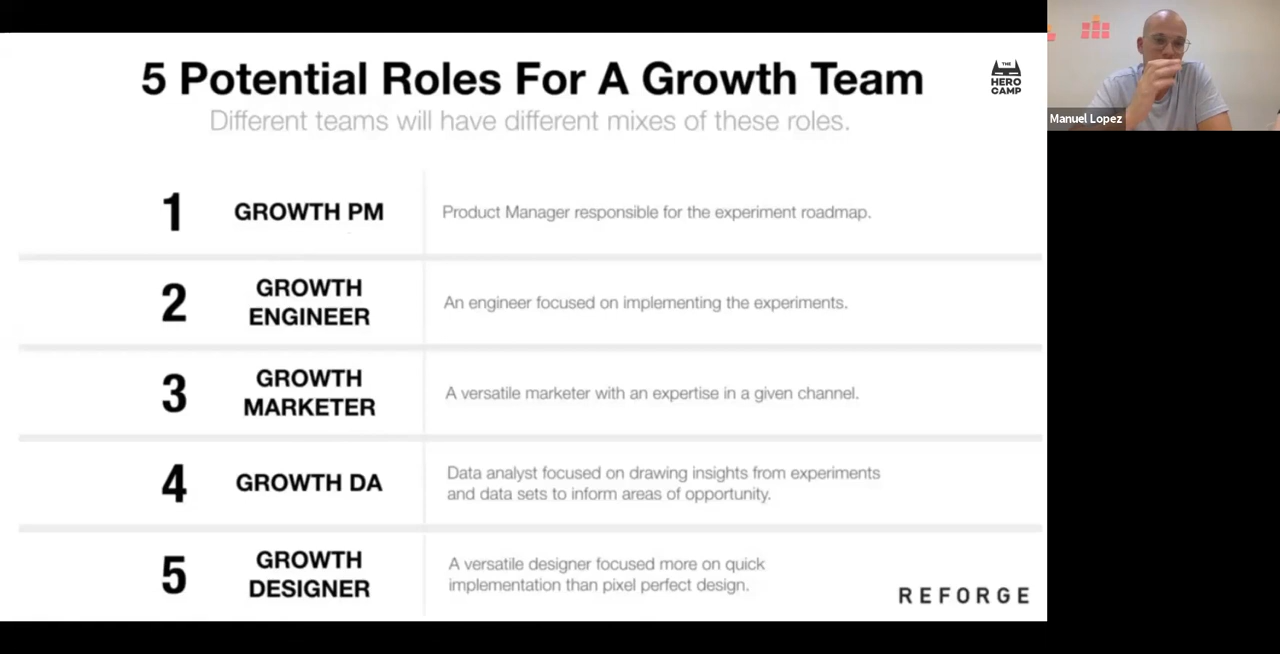 5 Potential Roles For A Growth Team
Different teams will have different mixes of these roles.
THE
HERO
CAMP
Manuel Lopez
1
GROWTH PM
Product Manager responsible for the experiment roadmap.
2
GROWTH
ENGINEER
An engineer focused on implementing the experiments.
3
GROWTH
MARKETER
A versatile marketer with an expertise in a given channel.
4
GROWTH DA
Data analyst focused on drawing insights from experiments
and data sets to inform areas of opportunity.
5
GROWTH
DESIGNER
A versatile designer focused more on quick
implementation than pixel perfect design.
REFORGE